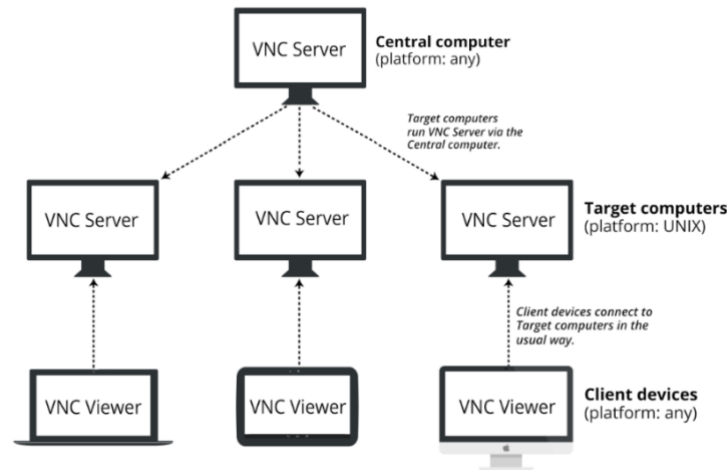 VNC Server
Central computer
(platform: any)
Target computers
run VNC Server via the
Central computer.
VNC Server
VNC Server
VNC Server
Target computers
(platform: UNIX)
Client devices connect to
Target computers in the
usual way.
VNC Viewer
VNC Viewer
VNC Viewer
Client devices
(platform: any)